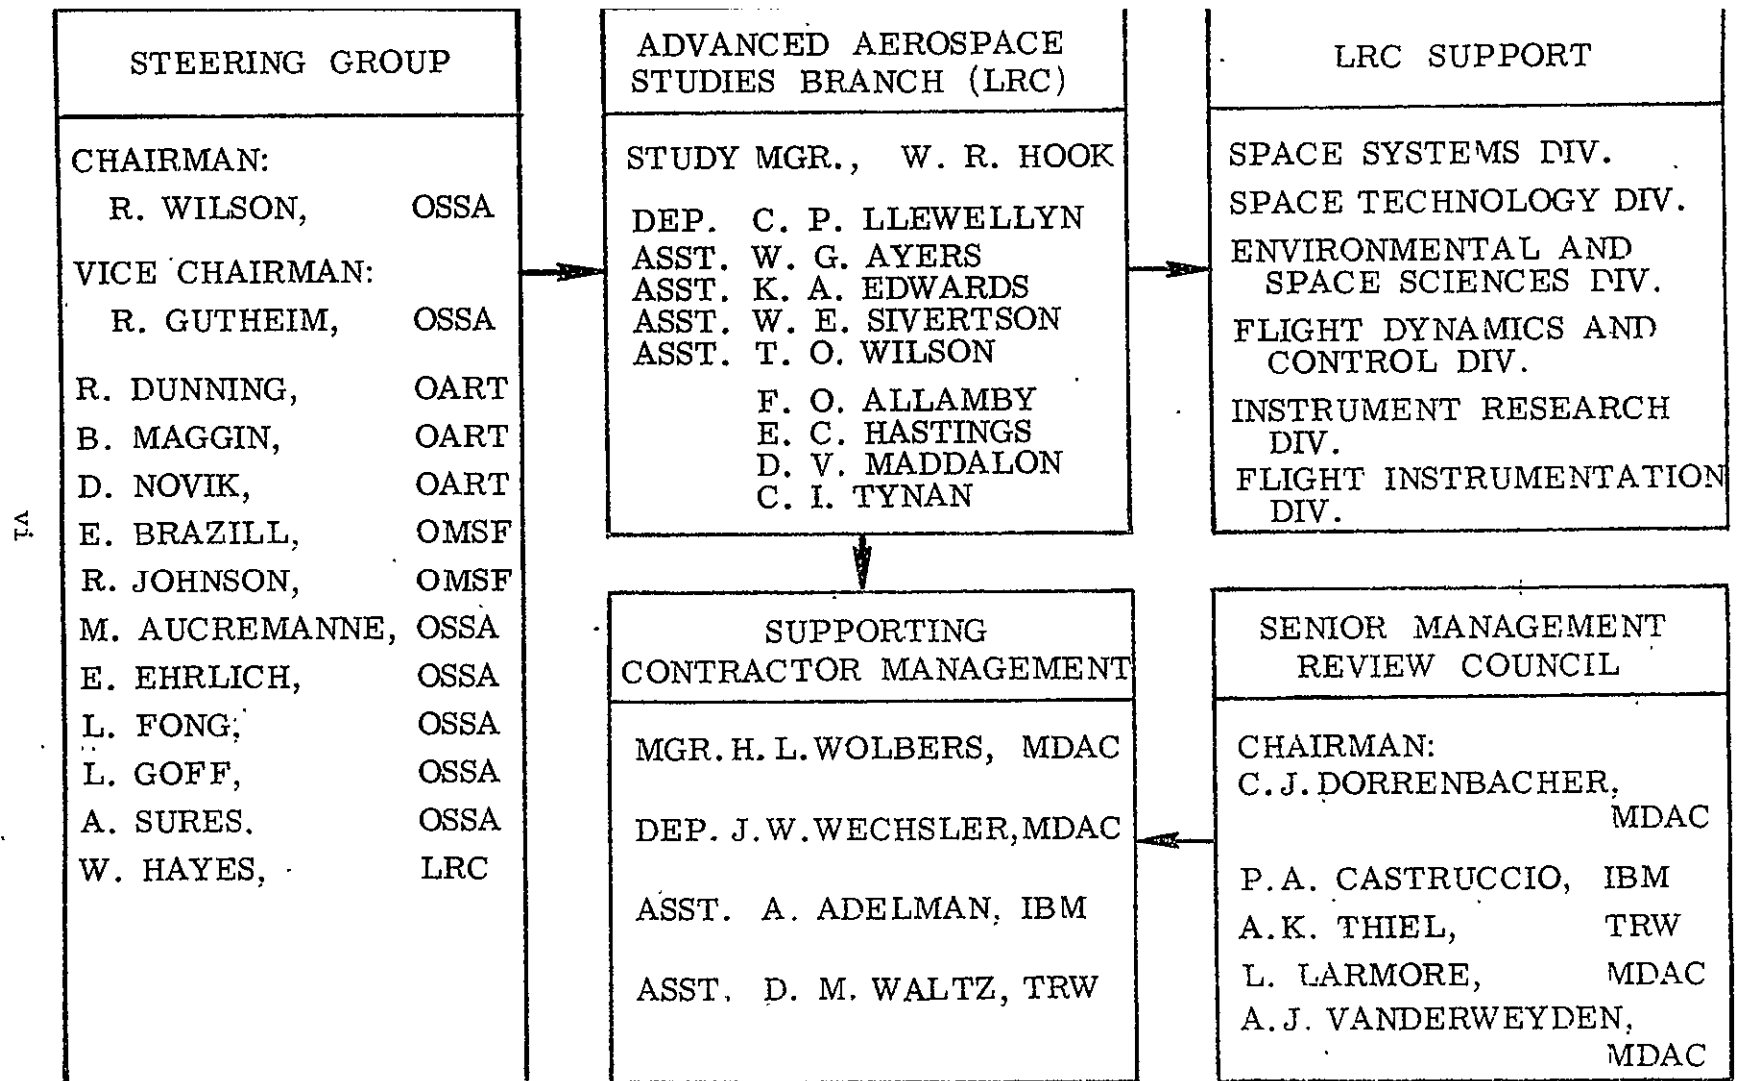 STEERING GROUP
CHAIRMAN:
R. WILSON, OSSA
VICE CHAIRMAN:
R. GUTHEIM, OSSA
R. DUNNING, OART
B. MAGGIN, OART
D. NOVIK, OART
E. BRAZILL, OMSF
R. JOHNSON, OMSF
M. AUCREMANNE, OSSA
E. EHRLICH, OSSA
L. FONG, OSSA
L. GOFF, OSSA
A. SURES. OSSA
W. HAYES, LRC
ADVANCED AEROSPACE
STUDIES BRANCH (LRC)
STUDY MGR., W. R. HOOK
DEP. C. P. LLEWELLYN
ASST. W. G. AYERS
ASST. K. A. EDWARDS
ASST. W. E. SIVERTSON
ASST. T. O. WILSON
F. O. ALLAMBY
E. C. HASTINGS
D. V. MADDALON
C. I. TYNAN
LRC SUPPORT
SPACE SYSTEMS DIV.
SPACE TECHNOLOGY DIV.
ENVIRONMENTAL AND
SPACE SCIENCES DIV.
FLIGHT DYNAMICS AND
CONTROL DIV.
INSTRUMENT RESEARCH
DIV.
FLIGHT INSTRUMENTATION
DIV.
SUPPORTING
CONTRACTOR MANAGEMENT
MGR. H. L. WOLBERS, MDAC
DEP. J. W. WECHSLER, MDAC
ASST. A. ADELMAN, IBM
ASST. D. M. WALTZ, TRW
SENIOR MANAGEMENT
REVIEW COUNCIL
CHAIRMAN:
C. J. DORRENBACHER,
MDAC
P.A. CASTRUCCIO, IBM
A.K. THIEL, TRW
L. LARMORE, MDAC
A.J. VANDERWEYDEN,
MDAC
vi